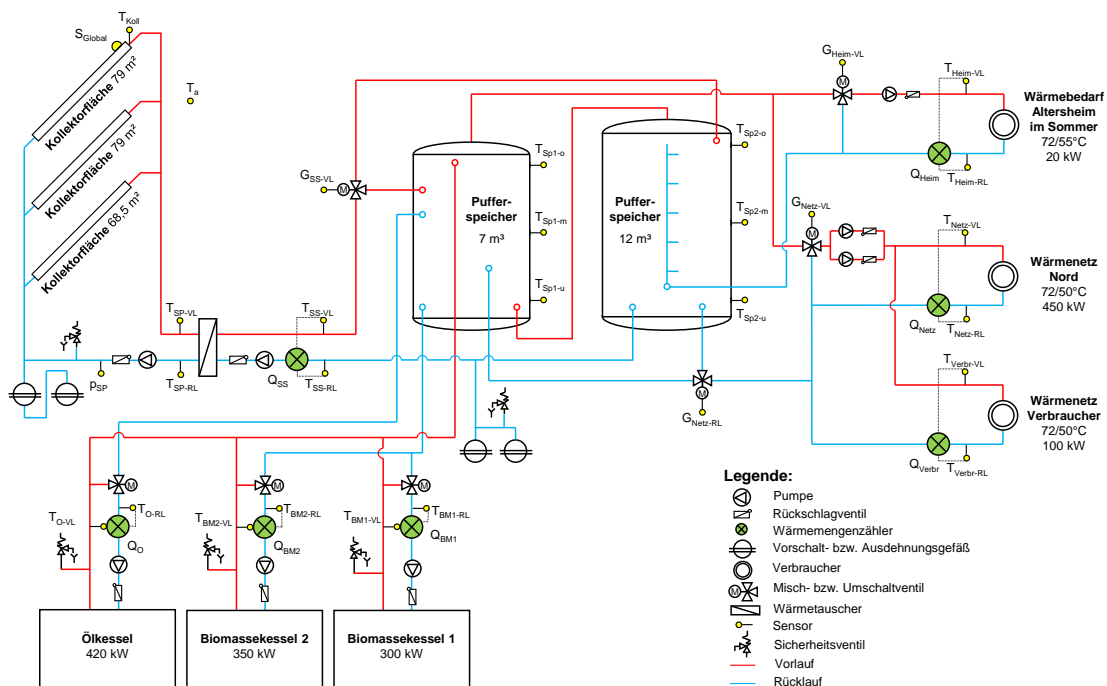 T_Koll
S_Global
Kollektorfläche 79 m²
T_a
Kollektorfläche 79 m²
Kollektorfläche 68,5 m²
T_SP-VL
T_SS-VL
p_SP
T_SP-RL
Q_SS
T_SS-RL
G_SS-VL
M
Puffer-
speicher
7 m³
T_Sp1-o
T_Sp1-m
T_Sp1-u
Puffer-
speicher
12 m³
T_Sp2-o
T_Sp2-m
T_Sp2-u
M
G_Netz-RL
G_Heim-VL
M
T_Heim-VL
Q_Heim
T_Heim-RL
Wärmebedarf
Altersheim
im Sommer
72/55°C
20 kW
G_Netz-VL
M
T_Netz-VL
Q_Netz
T_Netz-RL
Wärmenetz
Nord
72/50°C
450 kW
T_Verbr-VL
Q_Verbr
T_Verbr-RL
Wärmenetz
Verbraucher
72/50°C
100 kW
M
T_O-VL
T_O-RL
Q_O
M
T_BM2-VL
T_BM2-RL
Q_BM2
M
T_BM1-VL
T_BM1-RL
Q_BM1
Ölkessel
420 kW
Biomassekessel 2
350 kW
Biomassekessel 1
300 kW
Legende:
Pumpe
Rückschlagventil
Wärmemengenzähler
Vorschalt- bzw. Ausdehnungsgefäß
Verbraucher
M
Misch- bzw. Umschaltventil
Wärmetauscher
Sensor
Sicherheitsventil
Vorlauf
Rücklauf